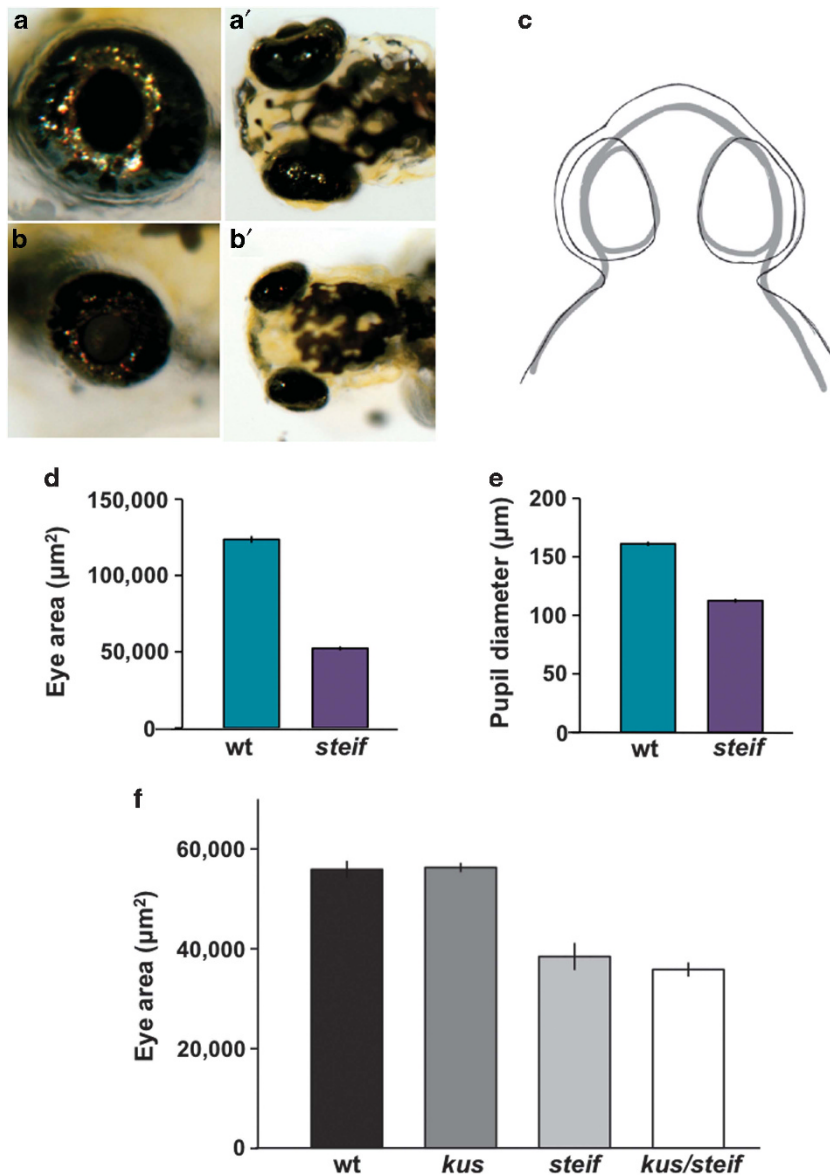 a
a′
c
b
b′
d
Eye area (µm²)
150,000
100,000
50,000
0
wt
steif
e
Pupil diameter (µm)
200
150
100
50
0
wt
steif
f
Eye area (µm²)
60,000
40,000
20,000
0
wt
kus
steif
kus/steif